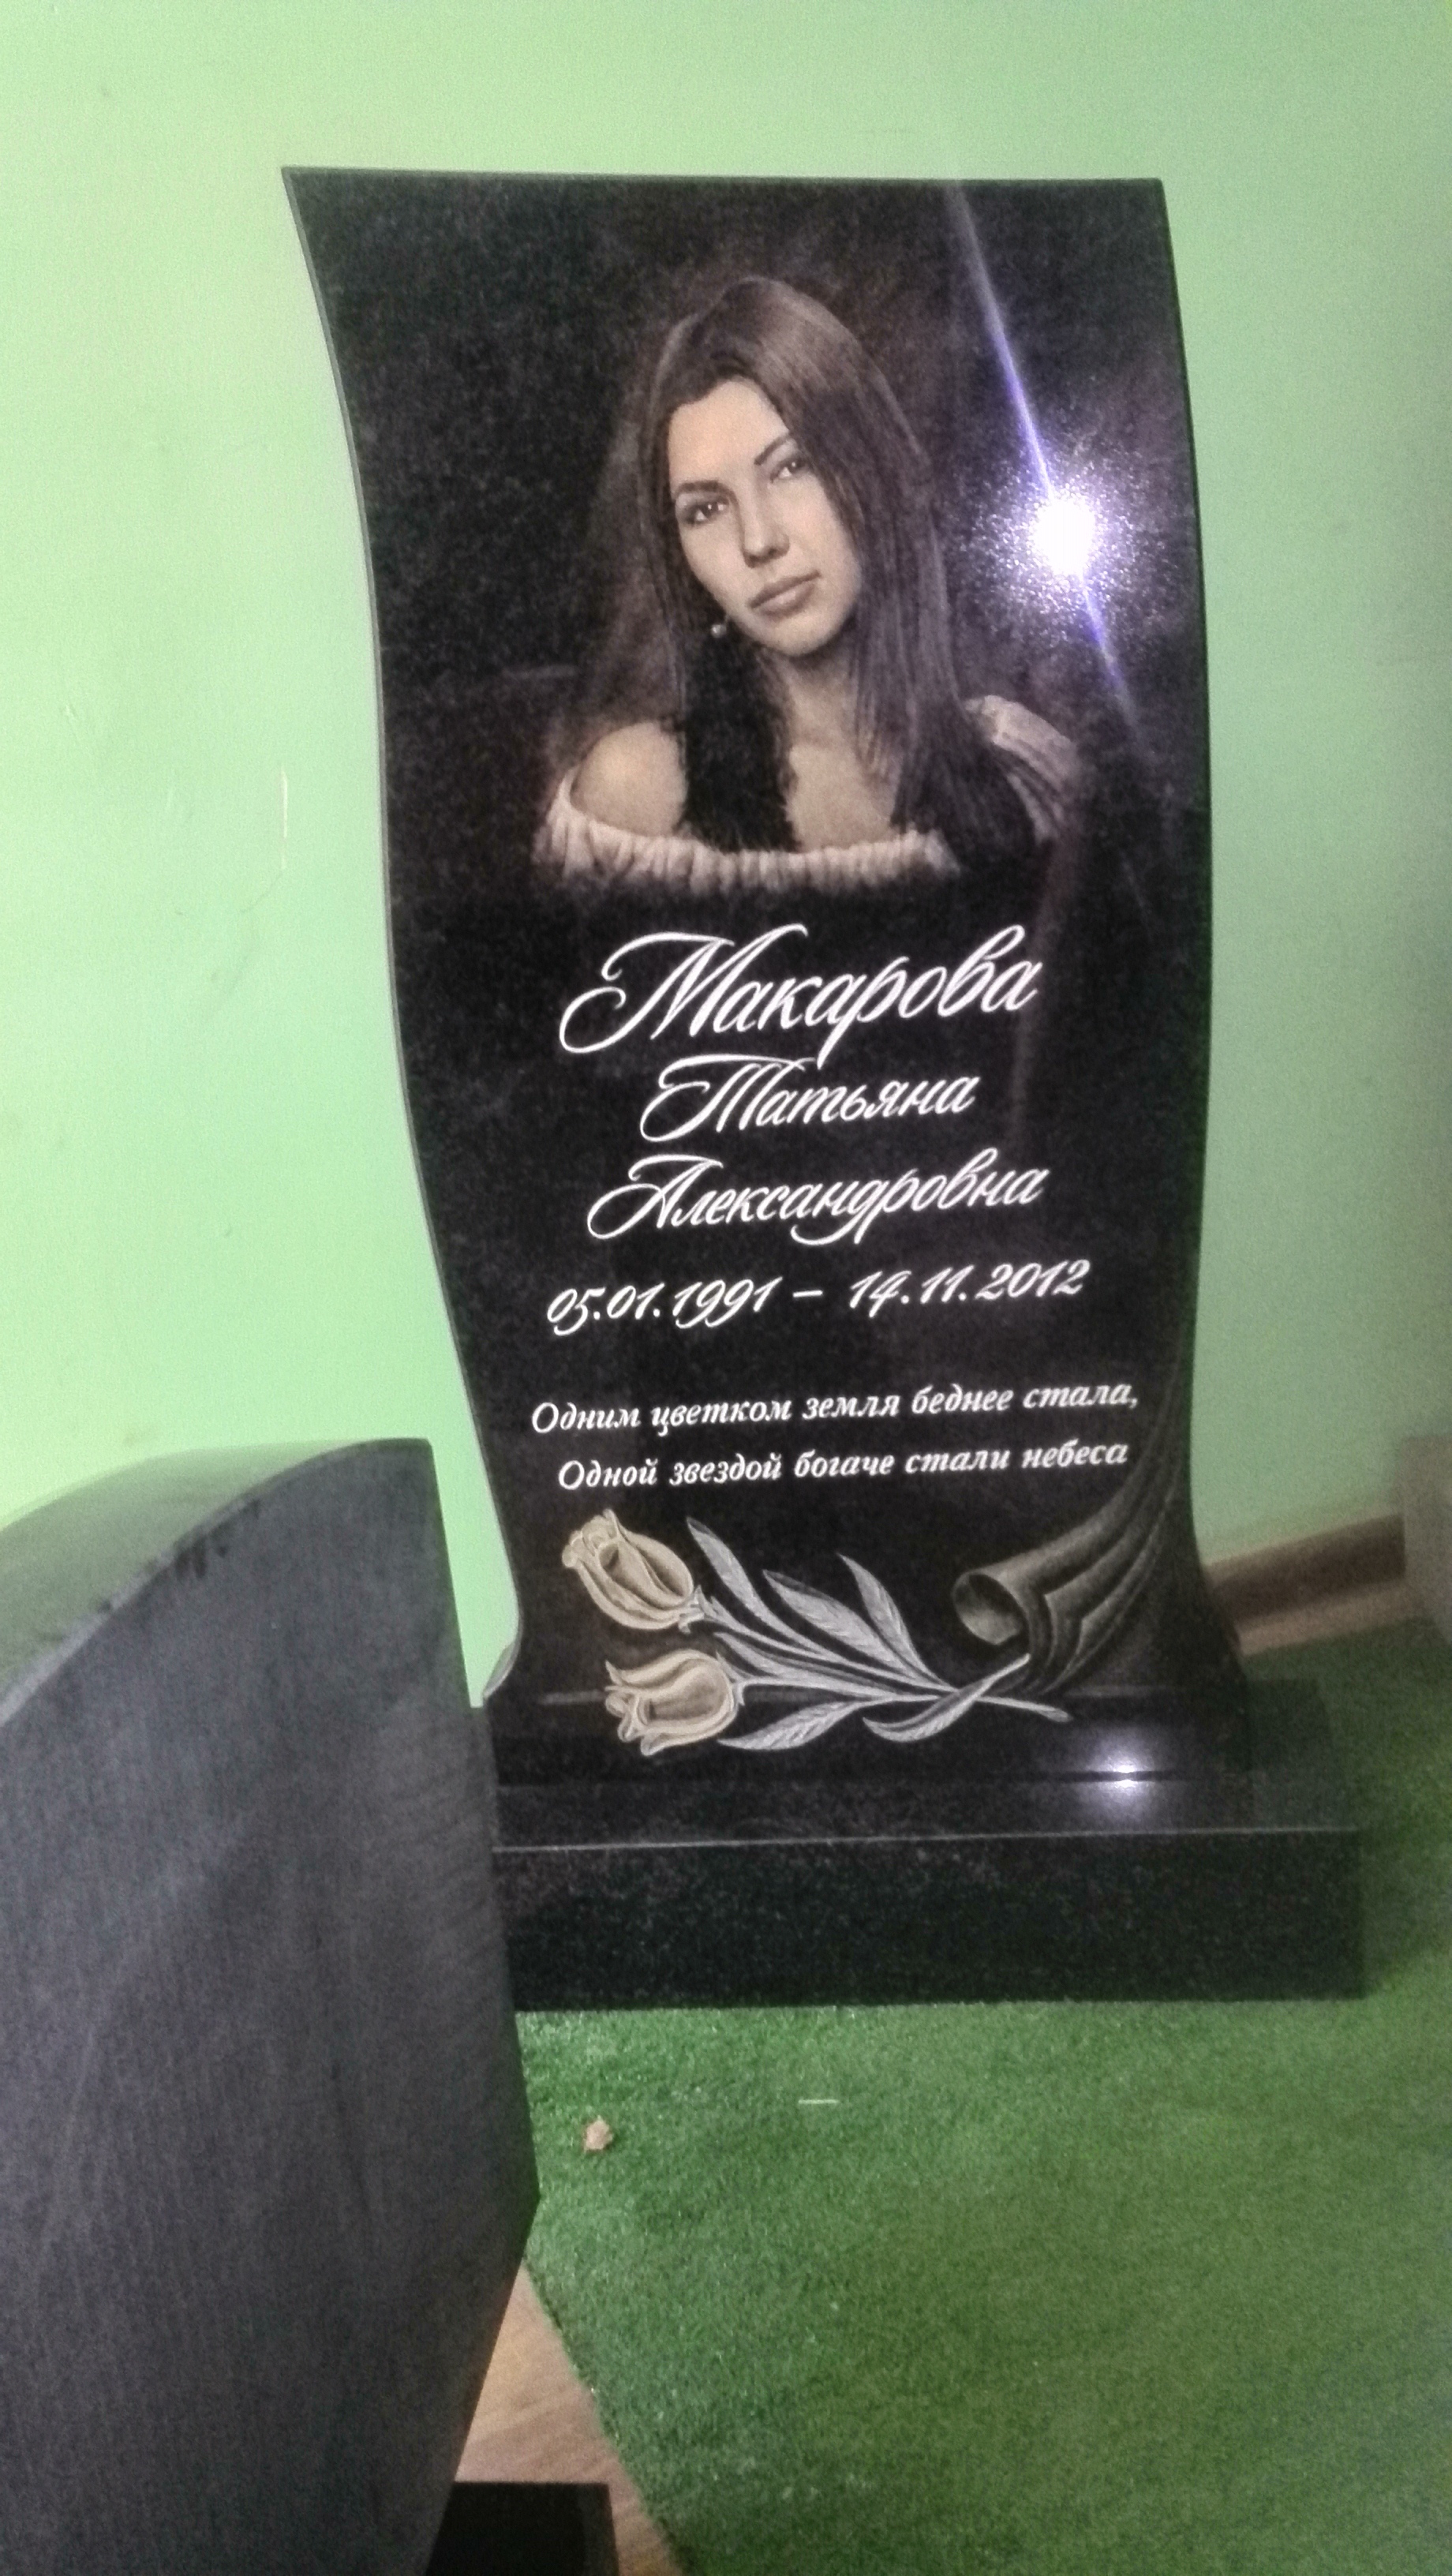 Макарова
Татьяна
Александровна
05.01.1991 – 14.11.2012
Одним цветком земля беднее стала,
Одной звездой богаче стали небеса